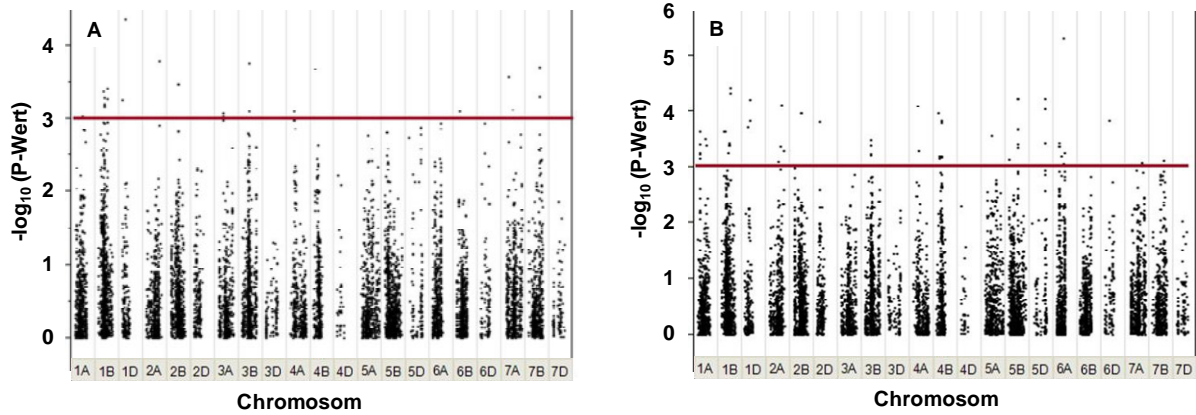 A
-log10 (P-Wert)
4
3
2
1
0
1A 1B 1D 2A 2B 2D 3A 3B 3D 4A 4B 4D 5A 5B 5D 6A 6B 6D 7A 7B 7D
Chromosom
B
-log10 (P-Wert)
6
5
4
3
2
1
0
1A 1B 1D 2A 2B 2D 3A 3B 3D 4A 4B 4D 5A 5B 5D 6A 6B 6D 7A 7B 7D
Chromosom